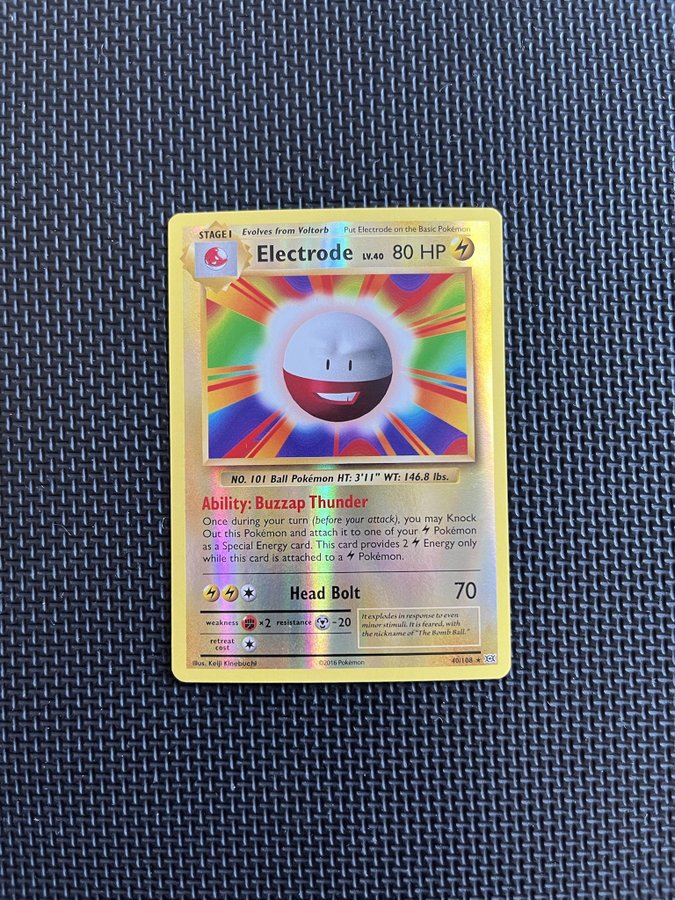 STAGE I Evolves from Voltorb Put Electrode on the Basic Pokémon
Electrode LV.40 80 HP
NO. 101 Ball Pokémon HT: 3'11" WT: 146.8 lbs.
Ability: Buzzap Thunder
Once during your turn (before your attack), you may Knock
Out this Pokémon and attach it to one of your Pokémon
as a Special Energy card. This card provides 2 Energy only
while this card is attached to a Pokémon.
Head Bolt 70
weakness ×2 resistance -20
retreat
cost
It explodes in response to even
minor stimuli. It is feared, with
the nickname of "The Bomb Ball."
Illus. Keiji Kinebuchi ©2016 Pokémon 40/108